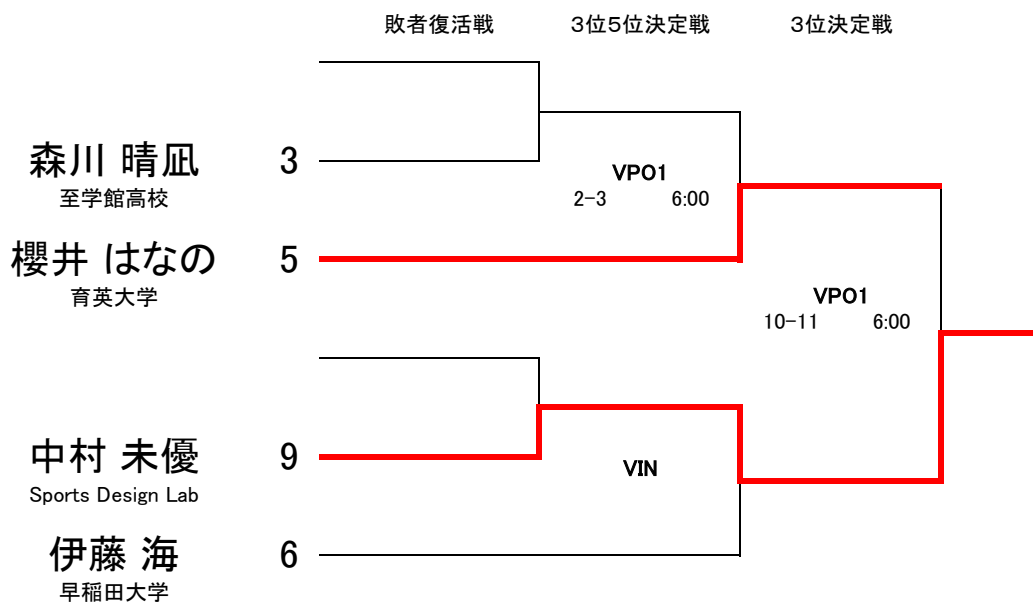 敗者復活戦 3位5位決定戦 3位決定戦
森川 晴凪 3
至学館高校
VPO1
2-3 6:00
櫻井 はなの 5
育英大学
VPO1
10-11 6:00
中村 未優 9
Sports Design Lab
VIN
伊藤 海 6
早稲田大学